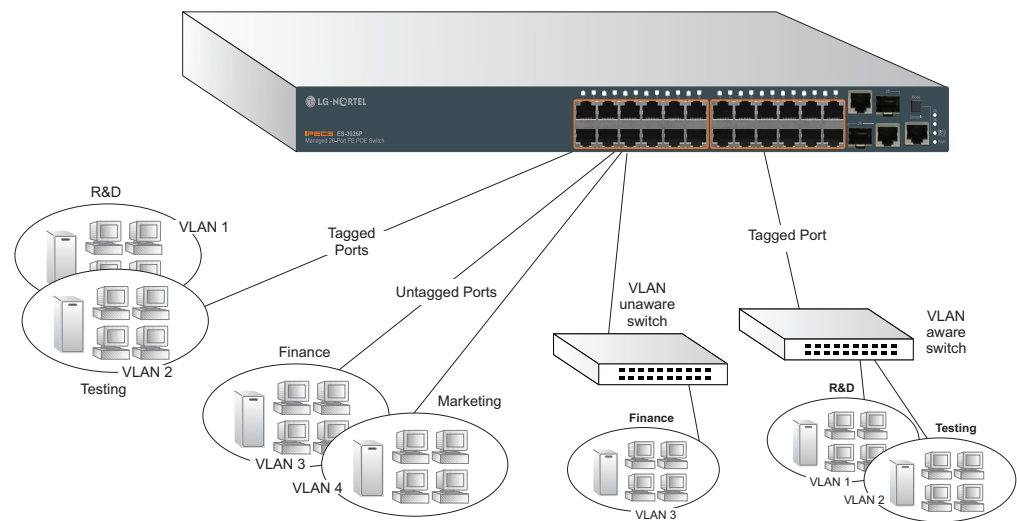 LG-NORTEL
iPECS ES-3026P
Managed 26-Port FE POE Switch
R&D
VLAN 1
Tagged
Ports
Tagged Port
Untagged Ports
VLAN
unaware
switch
VLAN
aware
switch
VLAN 2
Testing
Finance
Marketing
VLAN 3
VLAN 4
Finance
VLAN 3
R&D
Testing
VLAN 1
VLAN 2